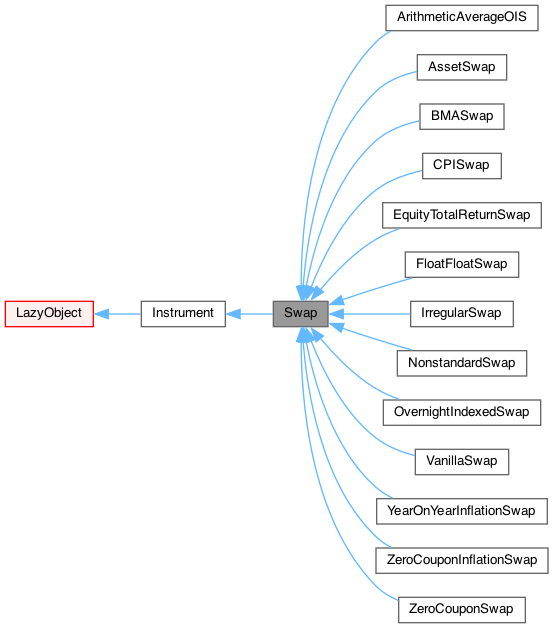 ArithmeticAverageOIS
AssetSwap
BMASwap
CPISwap
EquityTotalReturnSwap
FloatFloatSwap
LazyObject
Instrument
Swap
IrregularSwap
NonstandardSwap
OvernightIndexedSwap
VanillaSwap
YearOnYearInflationSwap
ZeroCouponInflationSwap
ZeroCouponSwap